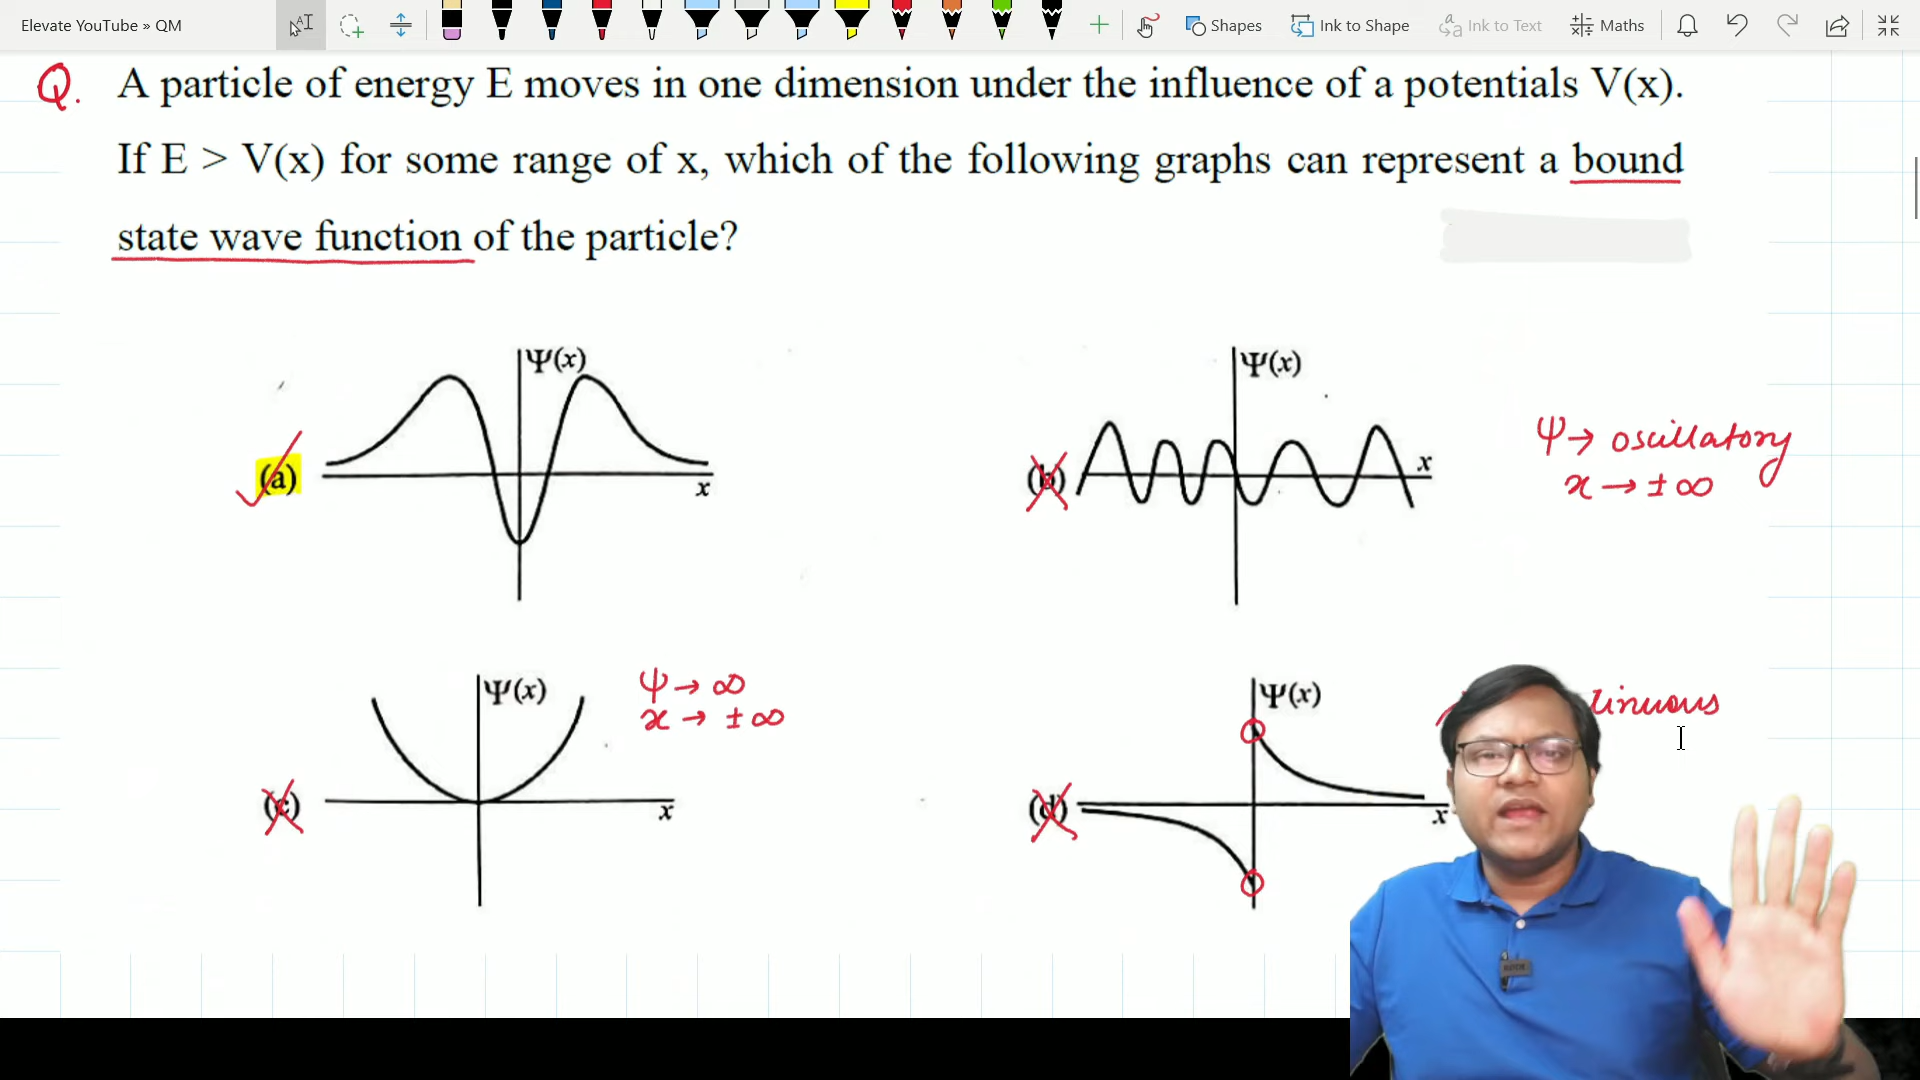 Elevate YouTube » QM
Shapes
Ink to Shape
Ink to Text
Maths
Q. A particle of energy E moves in one dimension under the influence of a potentials V(x).
If E > V(x) for some range of x, which of the following graphs can represent a bound
state wave function of the particle?
Ψ(x)
(a)
x
Ψ(x)
(b)
x
ψ → oscillatory
x → ± ∞
Ψ(x)
ψ → ∞
x → ± ∞
(c)
x
Ψ(x)
tinuous
(d)
x